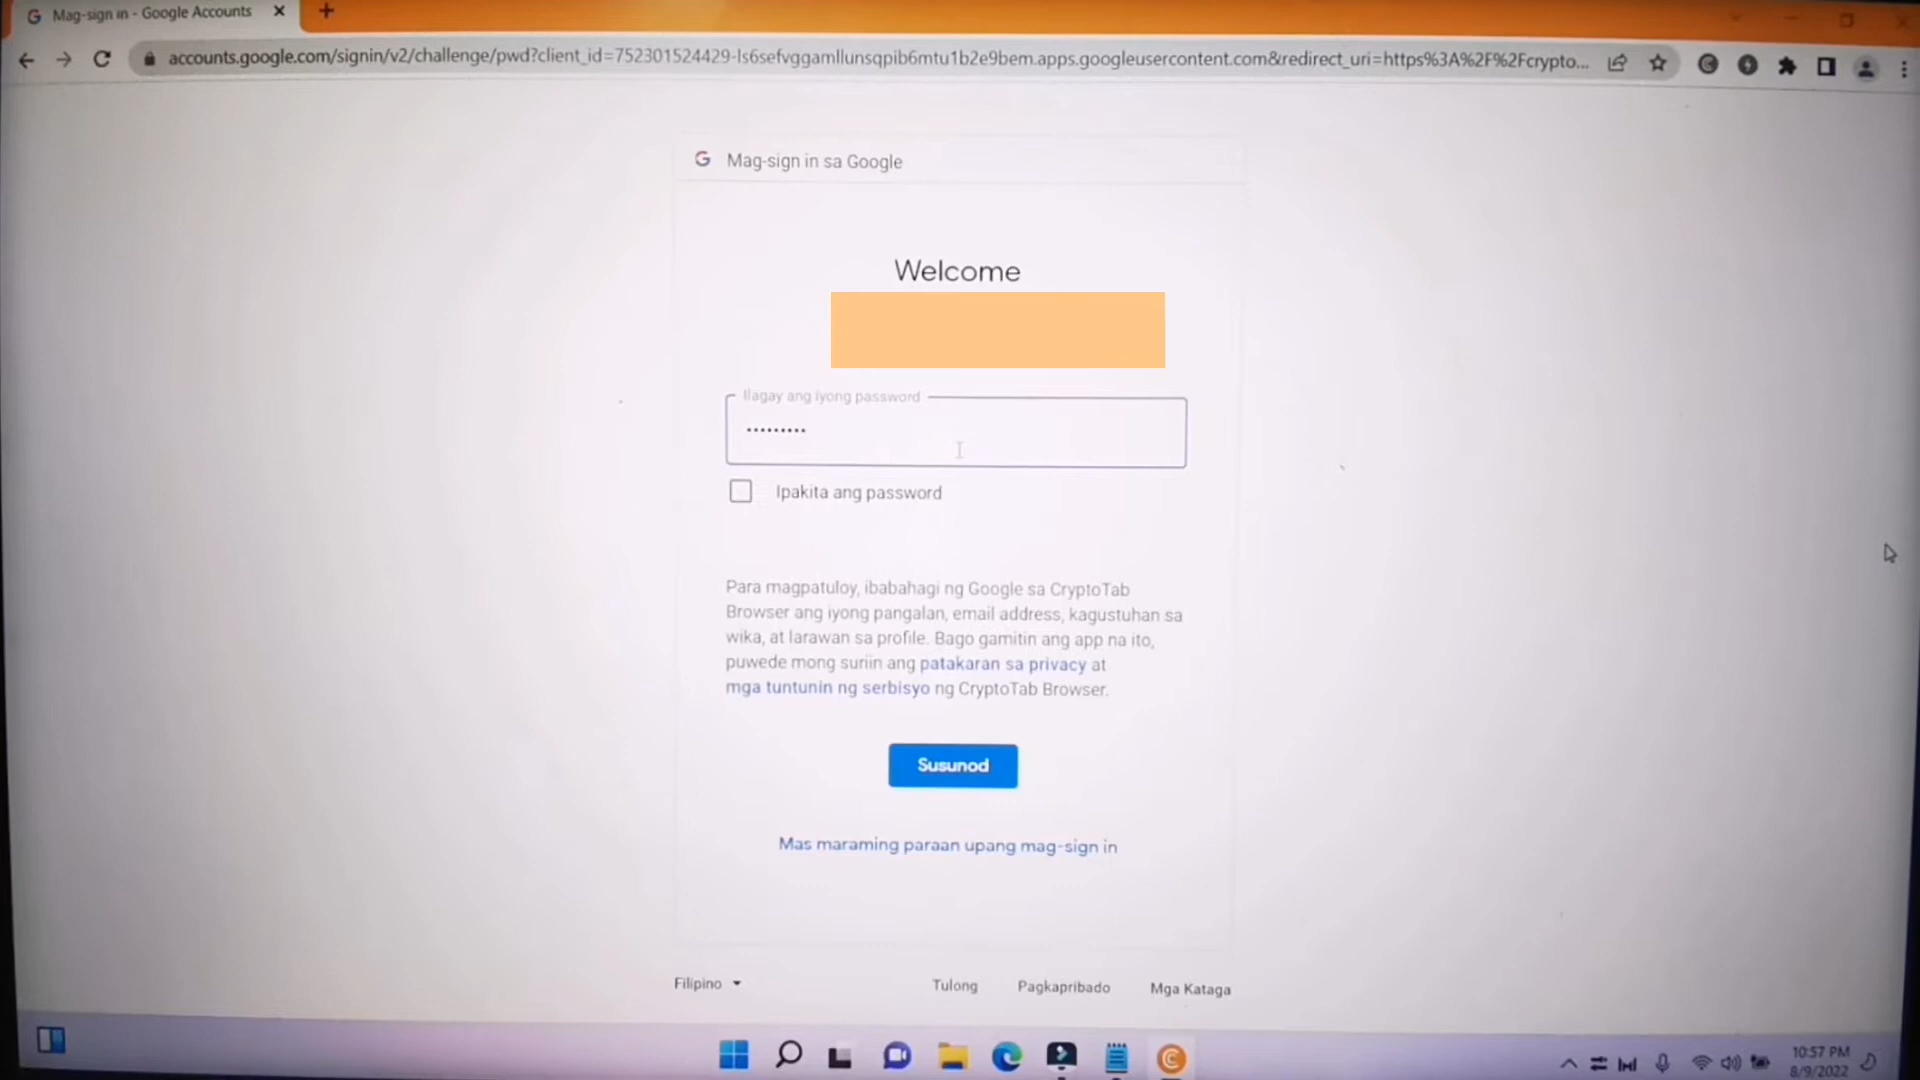 Mag-sign in - Google Accounts
accounts.google.com/signin/v2/challenge/pwd?client_id=752301524429-ls6sefvggamllunsqpib6mtu1b2e9bem.apps.googleusercontent.com&redirect_uri=https%3A%2F%2Fcrypto...
G Mag-sign in sa Google
Welcome
Ilagay ang iyong password
Ipakita ang password
Para magpatuloy, ibabahagi ng Google sa CryptoTab
Browser ang iyong pangalan, email address, kagustuhan sa
wika, at larawan sa profile. Bago gamitin ang app na ito,
puwede mong suriin ang patakaran sa privacy at
mga tuntunin ng serbisyo ng CryptoTab Browser.
Susunod
Mas maraming paraan upang mag-sign in
Filipino
Tulong
Pagkapribado
Mga Kataga
10:57 PM
8/9/2022